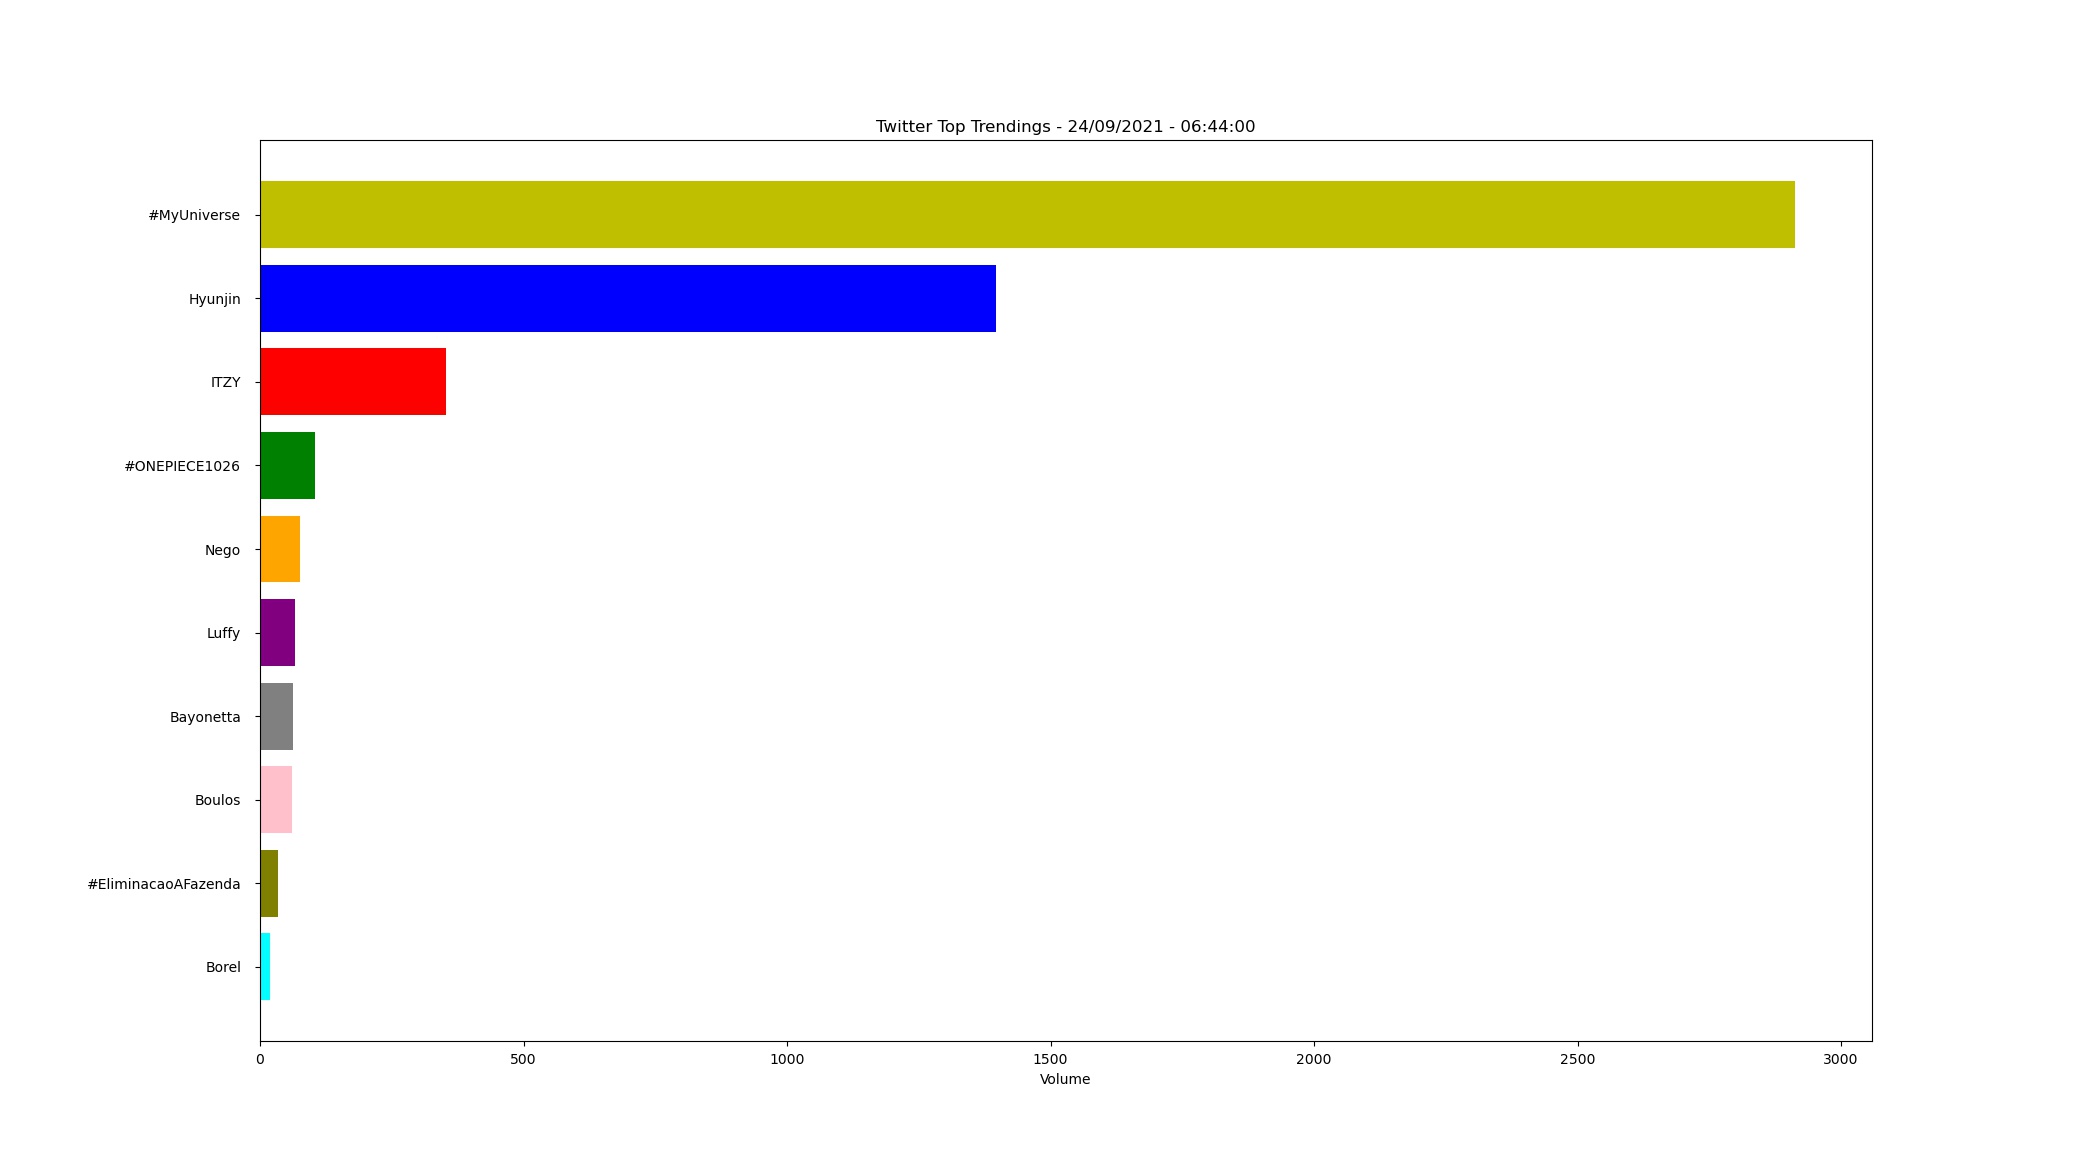 Twitter Top Trendings - 24/09/2021 - 06:44:00
#MyUniverse
Hyunjin
ITZY
#ONEPIECE1026
Nego
Luffy
Bayonetta
Boulos
#EliminacaoAFazenda
Borel
0 500 1000 1500 2000 2500 3000
Volume